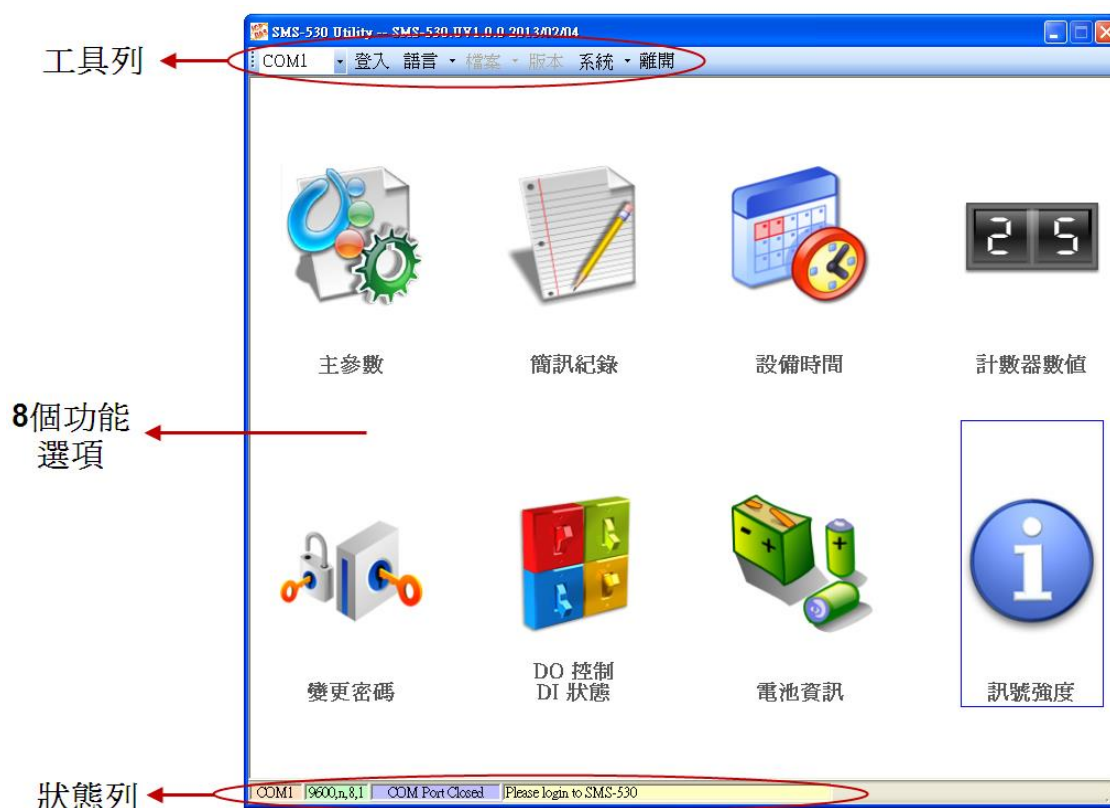 SMS-530 Utility -- SMS-530.UV1.0.0 2013/02/04
工具列
COM1 登入 語言 檔案 版本 系統 離開
2 5
主參數 簡訊紀錄 設備時間 計數器數值
8個功能
選項
變更密碼 DO 控制 電池資訊 訊號強度
DI 狀態
狀態列
COM1 9600,n,8,1 COM Port Closed Please login to SMS-530